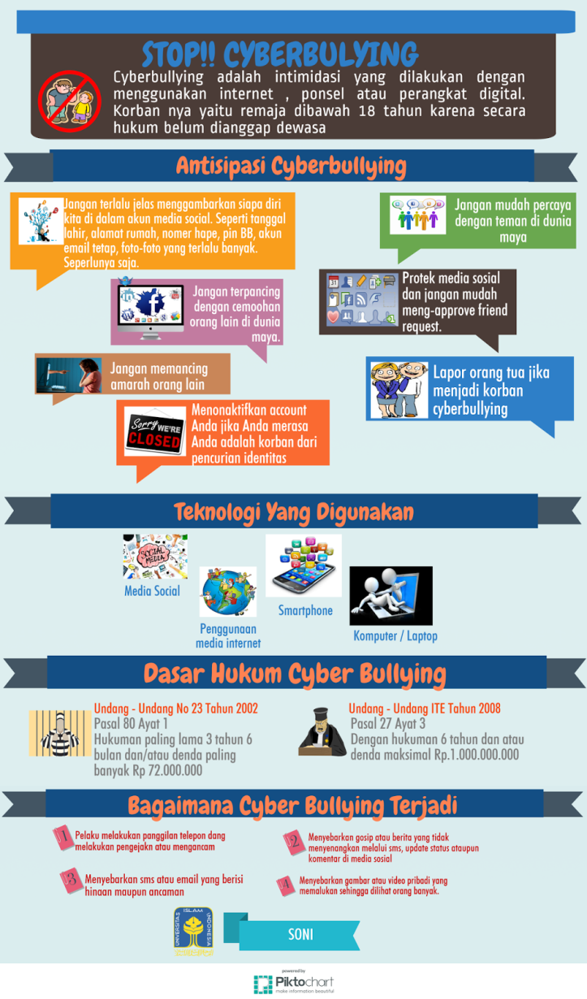 STOP!! CYBERBULYING
Cyberbullying adalah intimidasi yang dilakukan dengan
menggunakan internet , ponsel atau perangkat digital.
Korban nya yaitu remaja dibawah 18 tahun karena secara
hukum belum dianggap dewasa
Antisipasi Cyberbullying
Jangan terlalu jelas menggambarkan siapa diri
kita di dalam akun media social. Seperti tanggal
lahir, alamat rumah, nomer hape, pin BB, akun
email tetap, foto-foto yang terlalu banyak.
Seperlunya saja.
Jangan mudah percaya
dengan teman di dunia
maya
Jangan terpancing
dengan cemoohan
orang lain di dunia
maya.
Protek media sosial
dan jangan mudah
meng-approve friend
request.
Jangan memancing
amarah orang lain
Lapor orang tua jika
menjadi korban
cyberbullying
Sorry WE'RE
CLOSED
Menonaktifkan account
Anda jika Anda merasa
Anda adalah korban dari
pencurian identitas
Teknologi Yang Digunakan
SOCIAL
MEDIA
Media Social
Penggunaan
media internet
Smartphone
Komputer / Laptop
Dasar Hukum Cyber Bullying
Undang - Undang No 23 Tahun 2002
Pasal 80 Ayat 1
Hukuman paling lama 3 tahun 6
bulan dan/atau denda paling
banyak Rp 72.000.000
Undang - Undang ITE Tahun 2008
Pasal 27 Ayat 3
Dengan hukuman 6 tahun dan atau
denda maksimal Rp.1.000.000.000
Bagaimana Cyber Bullying Terjadi
1
Pelaku melakukan panggilan telepon dang
melakukan pengejakn atau mengancam
2
Menyebarkan gosip atau berita yang tidak
menyenangkan melalui sms, update status ataupun
komentar di media sosial
3
Menyebarkan sms atau email yang berisi
hinaan maupun ancaman
4
Menyebarkan gambar atau video pribadi yang
memalukan sehingga dilihat orang banyak.
UNIVERSITAS ISLAM INDONESIA
SONI
powered by
Piktochart
make information beautiful